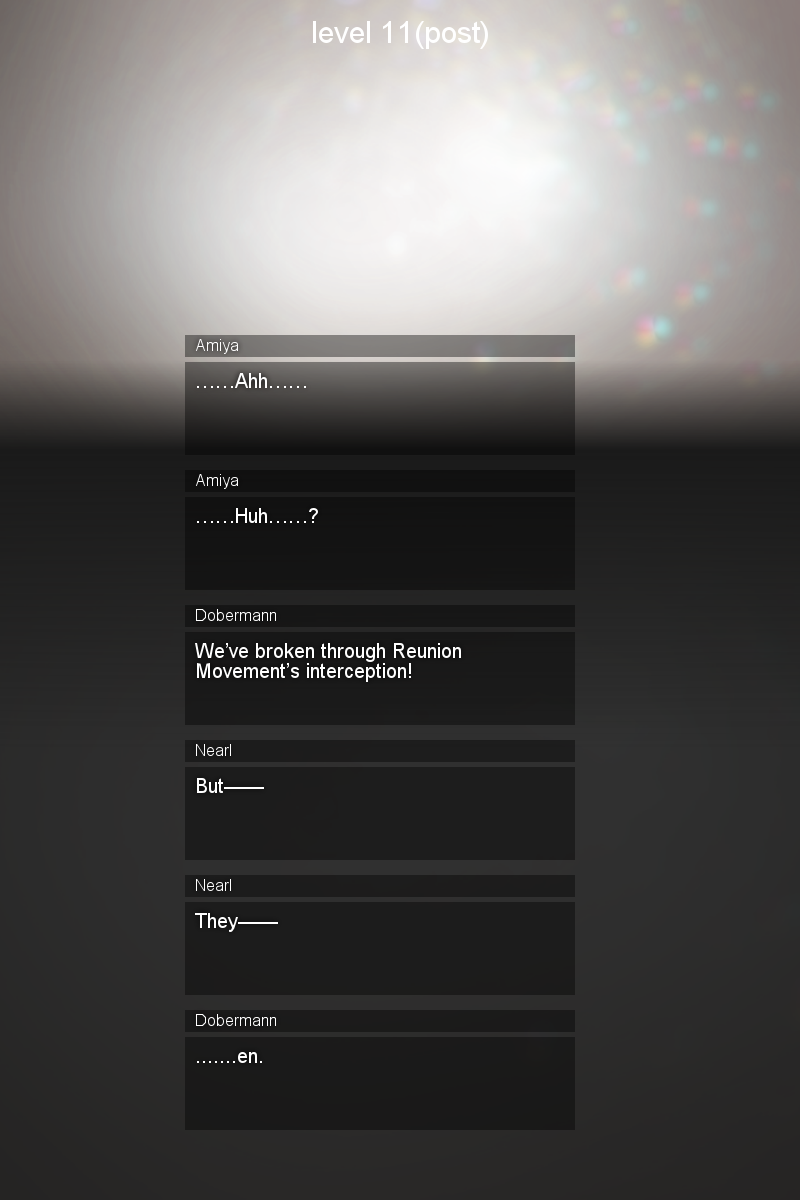 level 11(post)
Amiya
……Ahh……
Amiya
……Huh……?
Dobermann
We’ve broken through Reunion
Movement’s interception!
Nearl
But——
Nearl
They——
Dobermann
.……en.